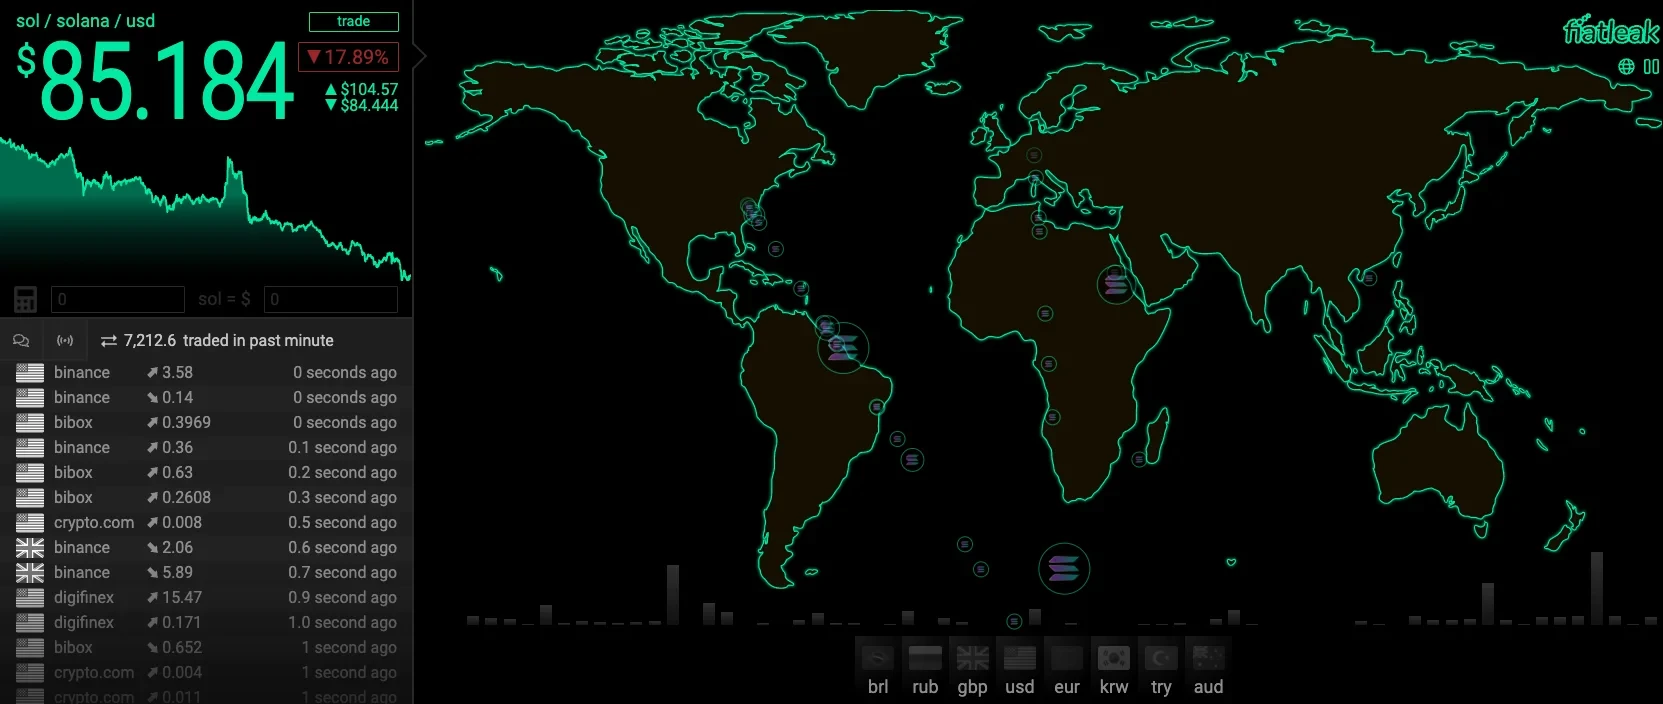 sol / solana / usd
trade
$85.184
▼17.89%
▲ $104.57
▼ $84.444
0 sol = $ 0
7,212.6 traded in past minute
binance 3.58 0 seconds ago
binance 0.14 0 seconds ago
bibox 0.3969 0 seconds ago
binance 0.36 0.1 second ago
bibox 0.63 0.2 second ago
bibox 0.2608 0.3 second ago
crypto.com 0.008 0.5 second ago
binance 2.06 0.6 second ago
binance 5.89 0.7 second ago
digifinex 15.47 0.9 second ago
digifinex 0.171 1.0 second ago
bibox 0.652 1 second ago
crypto.com 0.004 1 second ago
crypto.com 0.011 1 second ago
fiatleak
brl rub gbp usd eur krw try aud